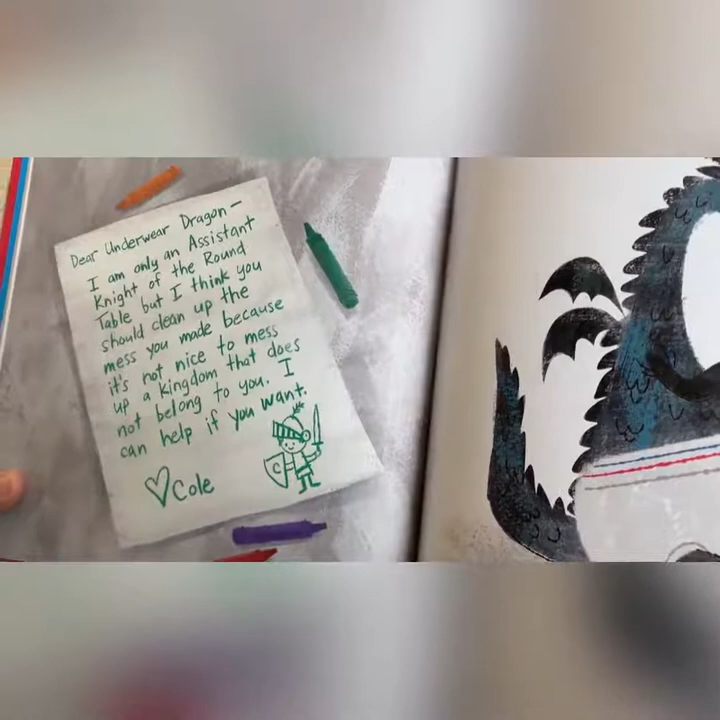 Dear Underwear Dragon—
I am only an Assistant
Knight of the Round
Table but I think you
should clean up the
mess you made because
it's not nice to mess
up a kingdom that does
not belong to you. I
can help if you want.
Cole
C